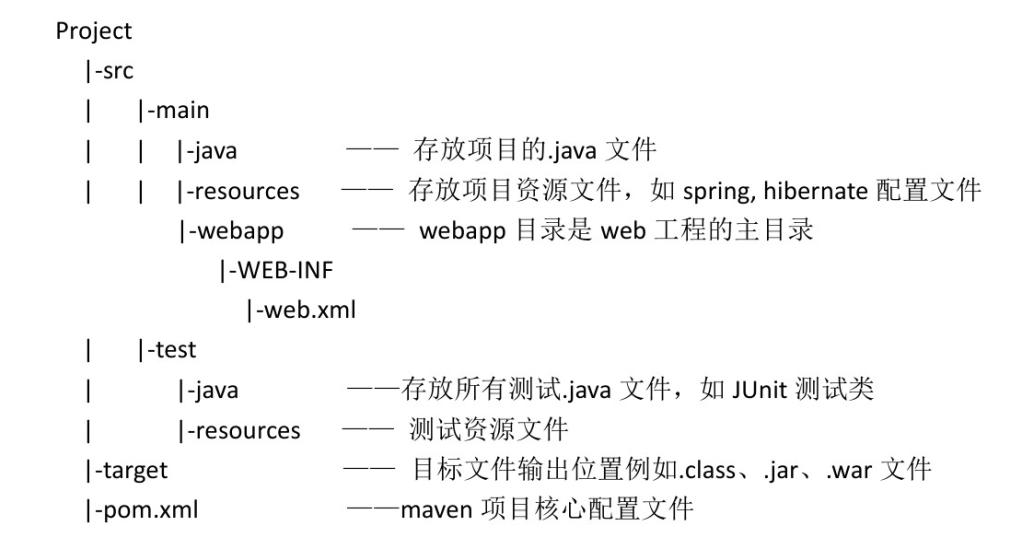 Project
|-src
| |-main
| | |-java —— 存放项目的.java 文件
| | |-resources —— 存放项目资源文件，如 spring, hibernate 配置文件
|-webapp —— webapp 目录是 web 工程的主目录
|-WEB-INF
|-web.xml
| |-test
| |-java ——存放所有测试.java 文件，如 JUnit 测试类
| |-resources —— 测试资源文件
|-target —— 目标文件输出位置例如.class、.jar、.war 文件
|-pom.xml ——maven 项目核心配置文件